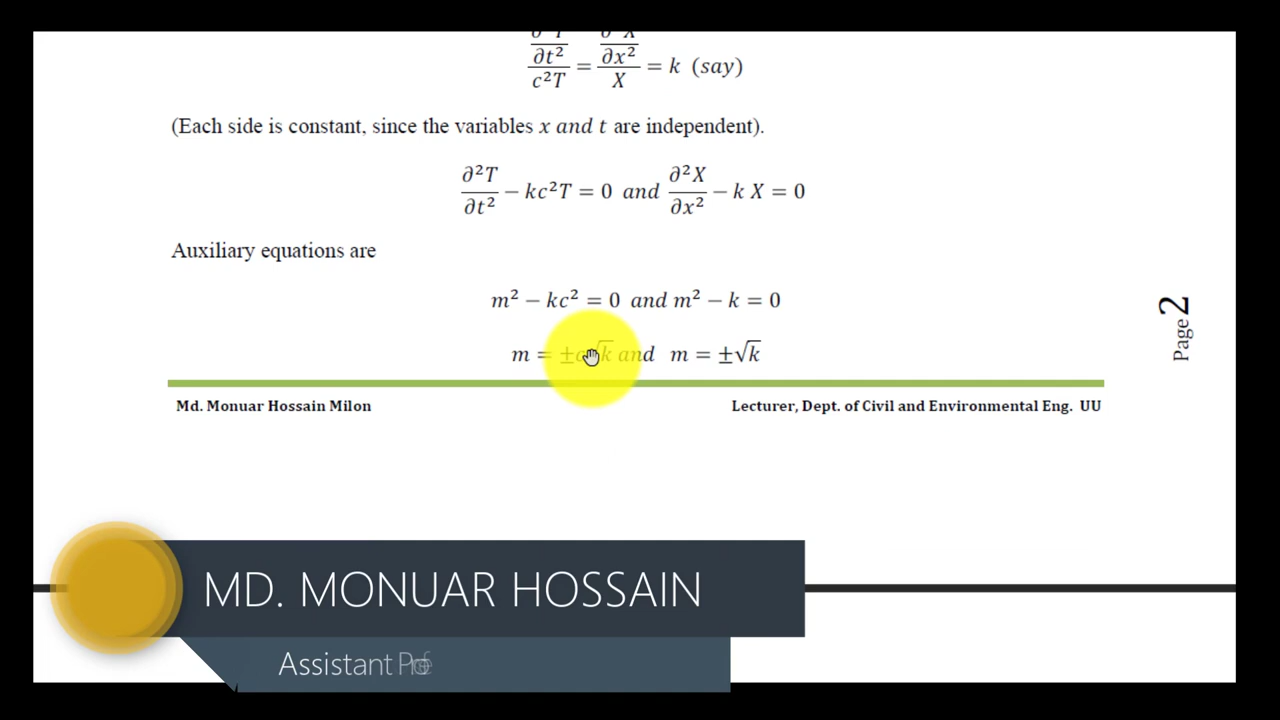 ∂²T/∂t² / c²T = ∂²X/∂x² / X = k (say)
(Each side is constant, since the variables x and t are independent).
∂²T/∂t² − kc²T = 0 and ∂²X/∂x² − k X = 0
Auxiliary equations are
m² − kc² = 0 and m² − k = 0
m = ±c√k and m = ±√k
Page 2
Md. Monuar Hossain Milon
Lecturer, Dept. of Civil and Environmental Eng. UU
MD. MONUAR HOSSAIN
Assistant